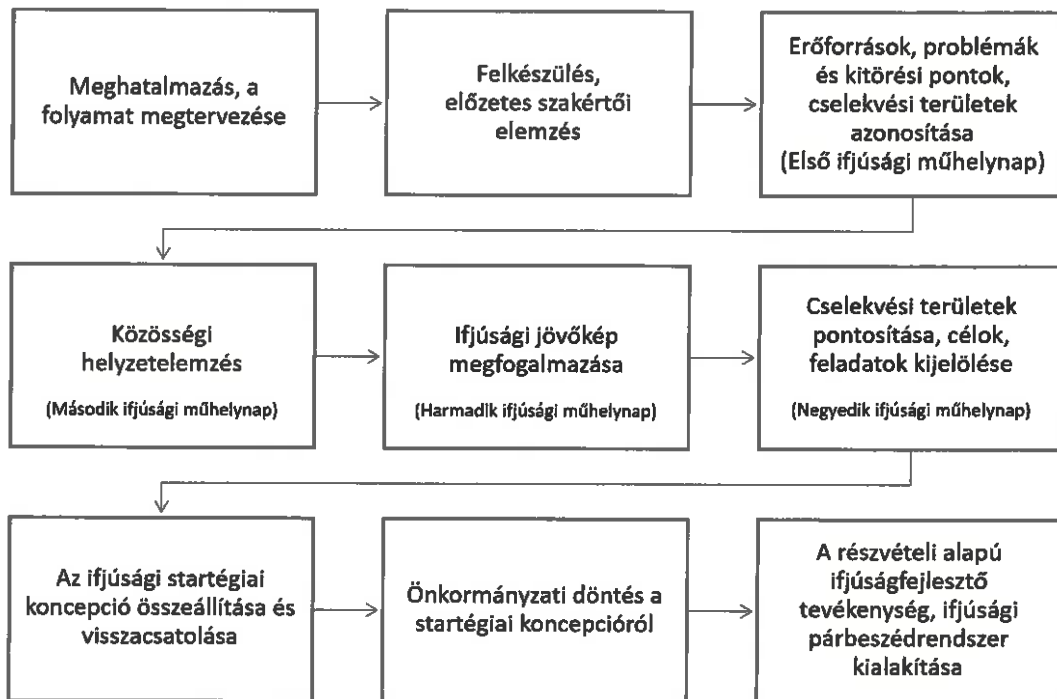 Meghatalmazás, a
folyamat megtervezése
Felkészülés,
előzetes szakértői
elemzés
Erőforrások, problémák
és kitörési pontok,
cselekvési területek
azonosítása
(Első ifjúsági műhelynap)
Közösségi
helyzetelemzés
(Második ifjúsági műhelynap)
Ifjúsági jövőkép
megfogalmazása
(Harmadik ifjúsági műhelynap)
Cselekvési területek
pontosítása, célok,
feladatok kijelölése
(Negyedik ifjúsági műhelynap)
Az ifjúsági startégiai
koncepció összeállítása és
visszacsatolása
Önkormányzati döntés a
startégiai koncepcióról
A részvételi alapú
ifjúságfejlesztő
tevékenység, ifjúsági
párbeszédrendszer
kialakítása